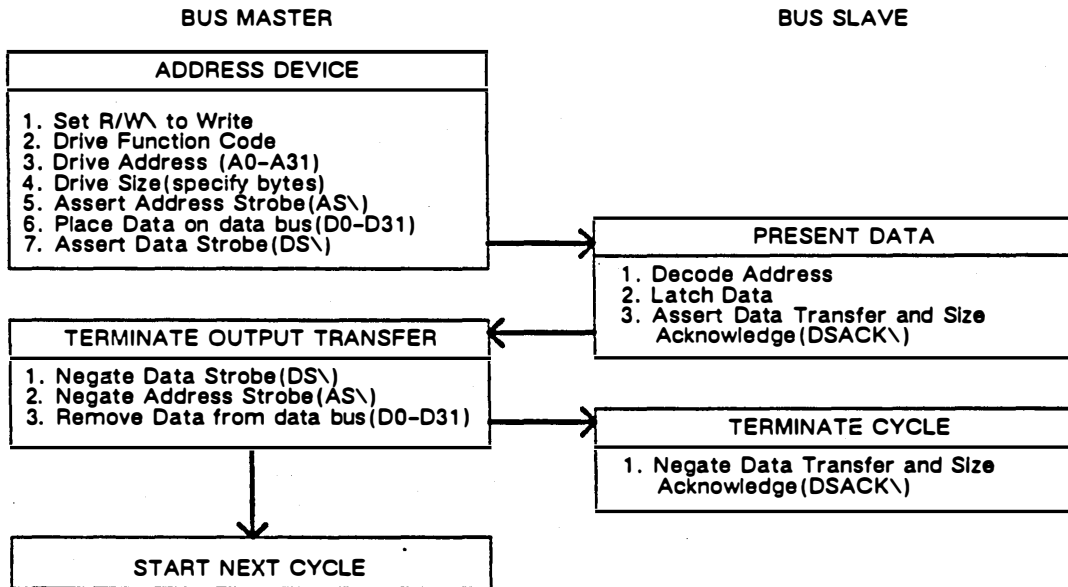 BUS MASTER
BUS SLAVE
ADDRESS DEVICE
1. Set R/W\ to Write
2. Drive Function Code
3. Drive Address (A0-A31)
4. Drive Size(specify bytes)
5. Assert Address Strobe(AS\)
6. Place Data on data bus(D0-D31)
7. Assert Data Strobe(DS\)
PRESENT DATA
1. Decode Address
2. Latch Data
3. Assert Data Transfer and Size
Acknowledge(DSACK\)
TERMINATE OUTPUT TRANSFER
1. Negate Data Strobe(DS\)
2. Negate Address Strobe(AS\)
3. Remove Data from data bus(D0-D31)
TERMINATE CYCLE
1. Negate Data Transfer and Size
Acknowledge(DSACK\)
START NEXT CYCLE